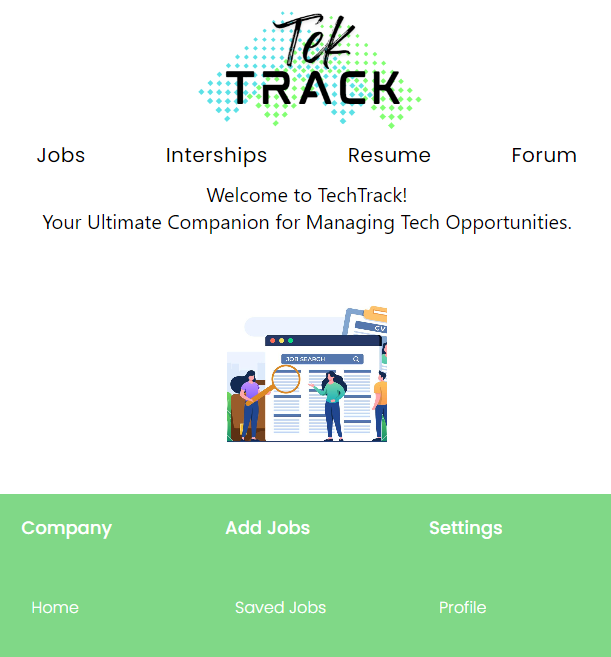 Tek
TRACK
Jobs Interships Resume Forum
Welcome to TechTrack!
Your Ultimate Companion for Managing Tech Opportunities.
CV
JOB SEARCH
Company Add Jobs Settings
Home Saved Jobs Profile